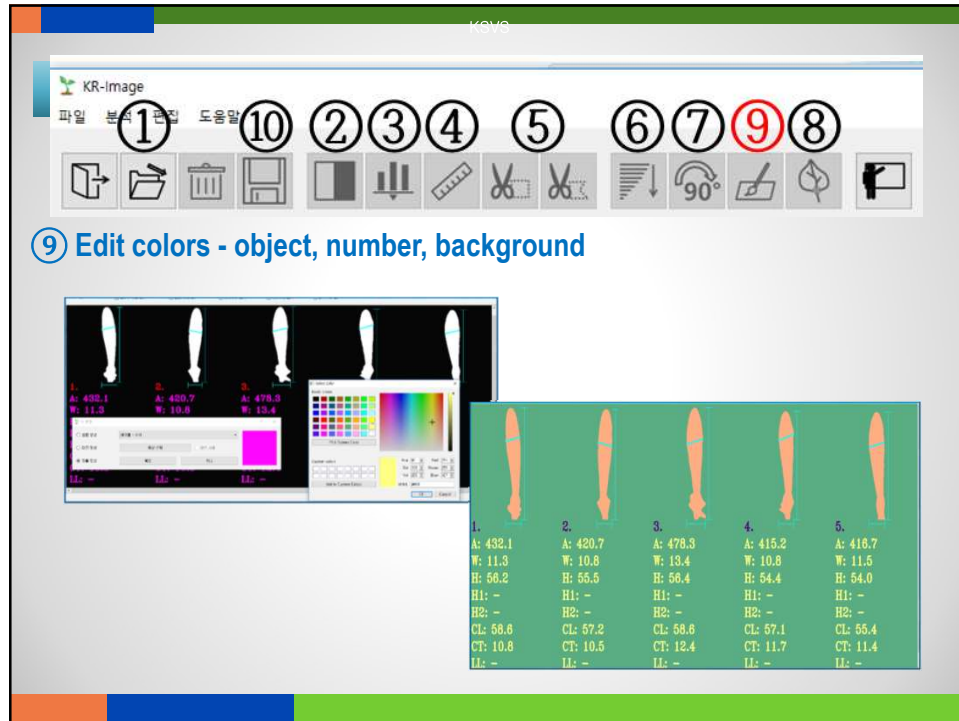 KSVS
KR-Image
파일 분석 편집 도움말
① ⑩ ② ③ ④ ⑤ ⑥ ⑦ ⑨ ⑧
90°
⑨ Edit colors - object, number, background
1. 2. 3.
A: 432.1 A: 420.7 A: 478.3
W: 11.3 W: 10.8 W: 13.4
LL: - LL: -
1. 2. 3. 4. 5.
A: 432.1 A: 420.7 A: 478.3 A: 415.2 A: 416.7
W: 11.3 W: 10.8 W: 13.4 W: 10.8 W: 11.5
H: 56.2 H: 55.5 H: 56.4 H: 54.4 H: 54.0
H1: - H1: - H1: - H1: - H1: -
H2: - H2: - H2: - H2: - H2: -
CL: 58.6 CL: 57.2 CL: 58.6 CL: 57.1 CL: 55.4
CT: 10.8 CT: 10.5 CT: 12.4 CT: 11.7 CT: 11.4
LL: - LL: - LL: - LL: - LL: -